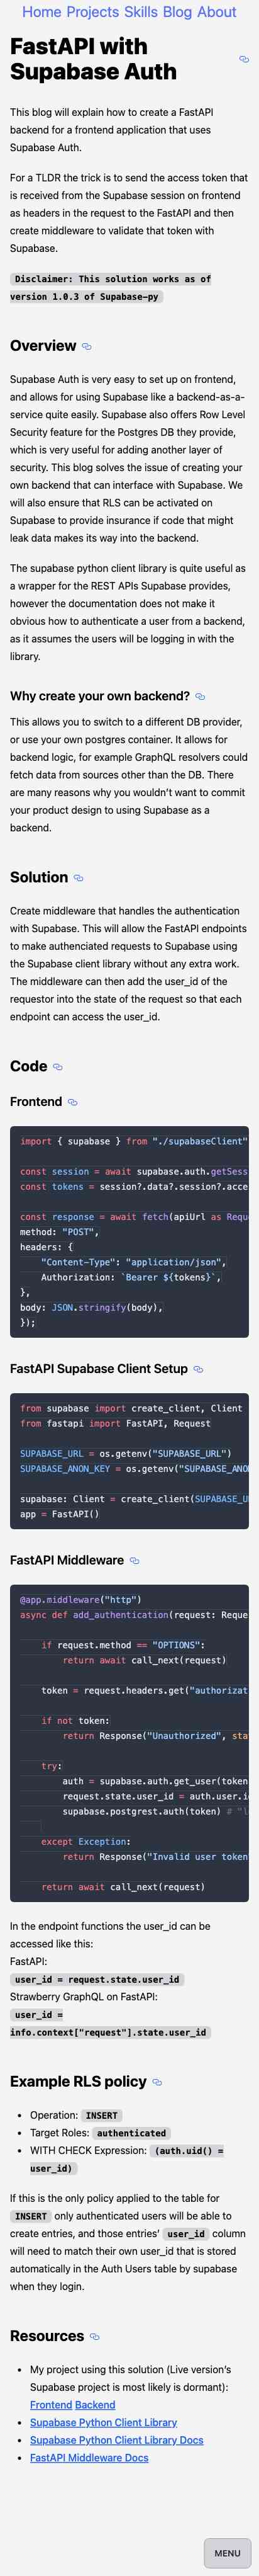 Home Projects Skills Blog About
FastAPI with
Supabase Auth
This blog will explain how to create a FastAPI
backend for a frontend application that uses
Supabase Auth.
For a TLDR the trick is to send the access token that
is received from the Supabase session on frontend
as headers in the request to the FastAPI and then
create middleware to validate that token with
Supabase.
Disclaimer: This solution works as of
version 1.0.3 of Supabase-py
Overview
Supabase Auth is very easy to set up on frontend,
and allows for using Supabase like a backend-as-a-
service quite easily. Supabase also offers Row Level
Security feature for the Postgres DB they provide,
which is very useful for adding another layer of
security. This blog solves the issue of creating your
own backend that can interface with Supabase. We
will also ensure that RLS can be activated on
Supabase to provide insurance if code that might
leak data makes its way into the backend.
The supabase python client library is quite useful as
a wrapper for the REST APIs Supabase provides,
however the documentation does not make it
obvious how to authenticate a user from a backend,
as it assumes the users will be logging in with the
library.
Why create your own backend?
This allows you to switch to a different DB provider,
or use your own postgres container. It allows for
backend logic, for example GraphQL resolvers could
fetch data from sources other than the DB. There
are many reasons why you wouldn't want to commit
your product design to using Supabase as a
backend.
Solution
Create middleware that handles the authentication
with Supabase. This will allow the FastAPI endpoints
to make authenciated requests to Supabase using
the Supabase client library without any extra work.
The middleware can then add the user_id of the
requestor into the state of the request so that each
endpoint can access the user_id.
Code
Frontend
import { supabase } from "./supabaseClient"
const session = await supabase.auth.getSess
const tokens = session?.data?.session?.acce
const response = await fetch(apiUrl as Requ
method: "POST",
headers: {
"Content-Type": "application/json",
Authorization: `Bearer ${tokens}`,
},
body: JSON.stringify(body),
});
FastAPI Supabase Client Setup
from supabase import create_client, Client
from fastapi import FastAPI, Request
SUPABASE_URL = os.getenv("SUPABASE_URL")
SUPABASE_ANON_KEY = os.getenv("SUPABASE_ANON
supabase: Client = create_client(SUPABASE_U
app = FastAPI()
FastAPI Middleware
@app.middleware("http")
async def add_authentication(request: Reque
if request.method == "OPTIONS":
return await call_next(request)
token = request.headers.get("authorizat
if not token:
return Response("Unauthorized", sta
try:
auth = supabase.auth.get_user(token
request.state.user_id = auth.user.i
supabase.postgrest.auth(token) # "l
except Exception:
return Response("Invalid user token
return await call_next(request)
In the endpoint functions the user_id can be
accessed like this:
FastAPI:
user_id = request.state.user_id
Strawberry GraphQL on FastAPI:
user_id =
info.context["request"].state.user_id
Example RLS policy
• Operation: INSERT
• Target Roles: authenticated
• WITH CHECK Expression: (auth.uid() =
user_id)
If this is the only policy applied to the table for
INSERT only authenticated users will be able to
create entries, and those entries' user_id column
will need to match their own user_id that is stored
automatically in the Auth Users table by supabase
when they login.
Resources
• My project using this solution (Live version's
Supabase project is most likely is dormant):
Frontend Backend
• Supabase Python Client Library
• Supabase Python Client Library Docs
• FastAPI Middleware Docs
MENU